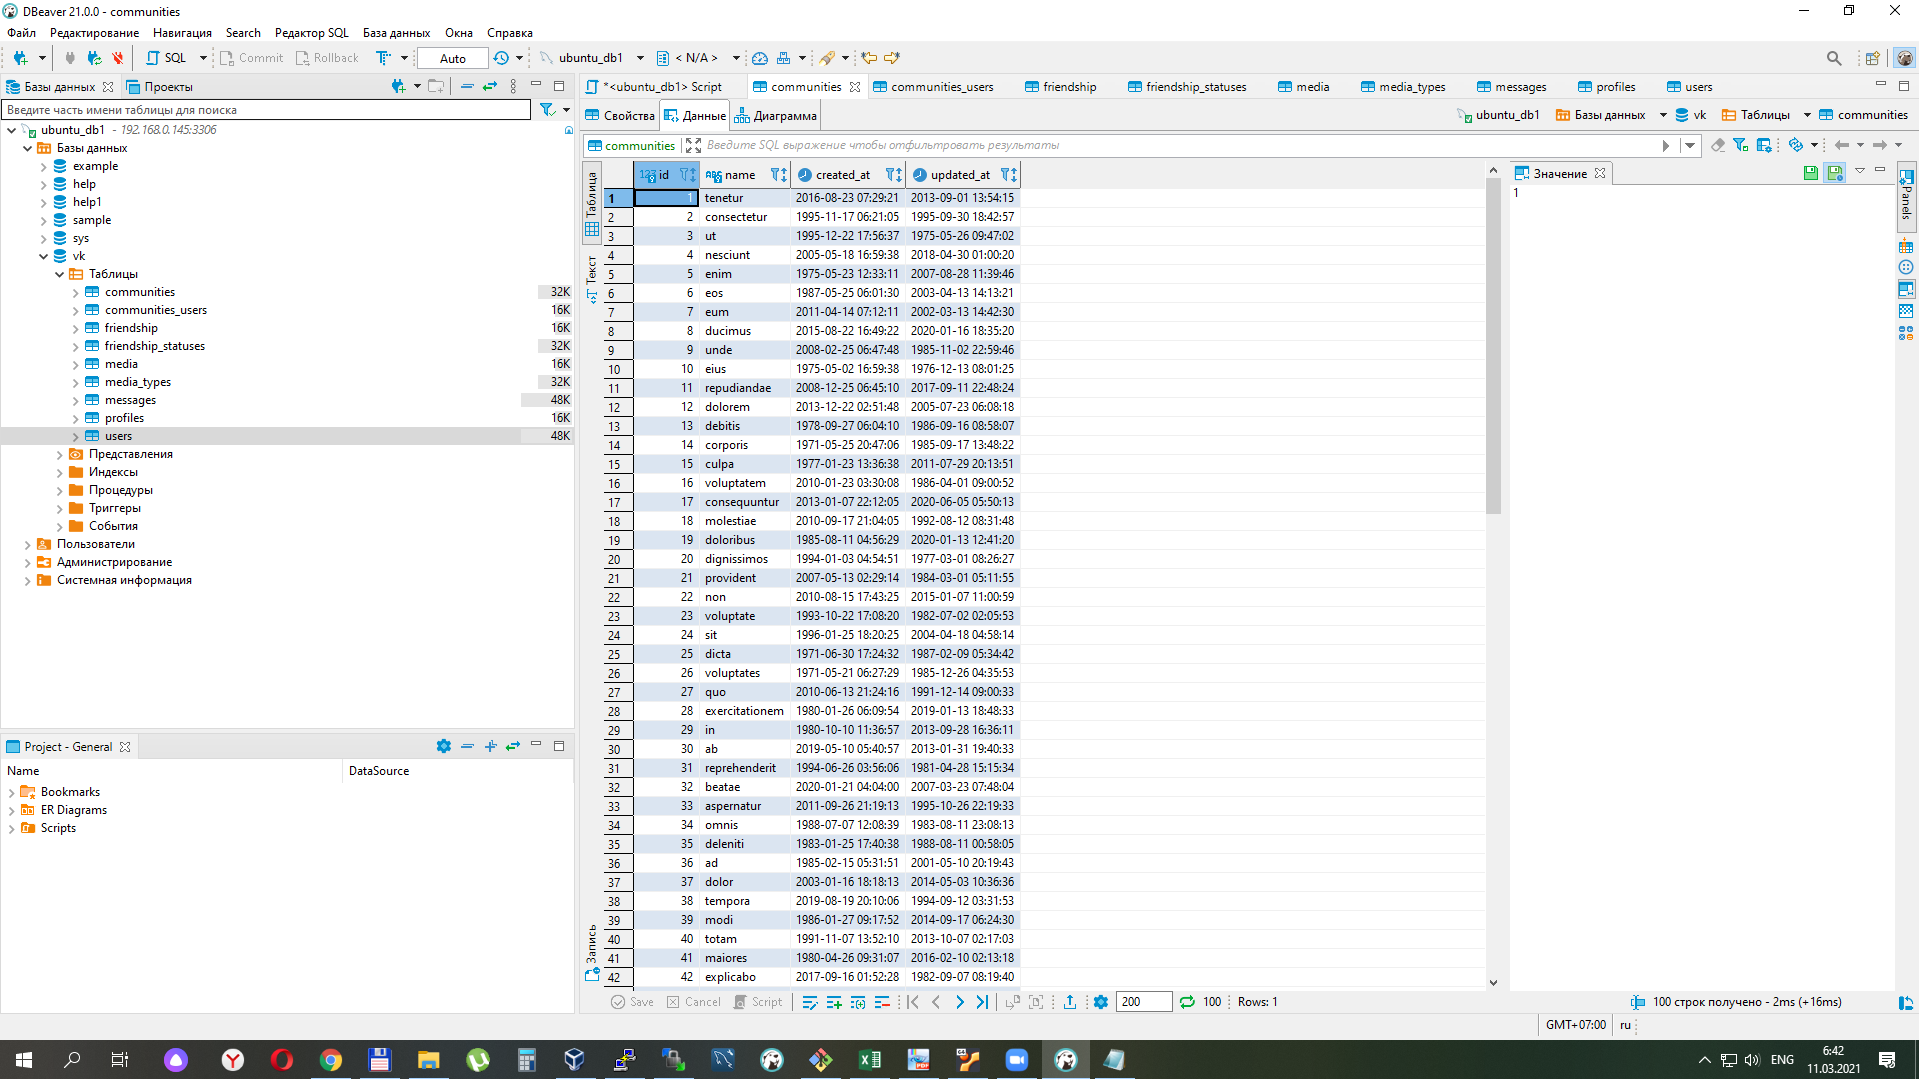 DBeaver 21.0.0 - communities
Файл Редактирование Навигация Search Редактор SQL База данных Окна Справка
SQL Commit Rollback Auto ubuntu_db1 < N/A >
Базы данных Проекты
Введите часть имени таблицы для поиска
ubuntu_db1 - 192.168.0.145:3306
Базы данных
example
help
help1
sample
sys
vk
Таблицы
communities 32K
communities_users 16K
friendship 16K
friendship_statuses 32K
media 16K
media_types 32K
messages 48K
profiles 16K
users 48K
Представления
Индексы
Процедуры
Триггеры
События
Пользователи
Администрирование
Системная информация
Project - General
Name DataSource
Bookmarks
ER Diagrams
Scripts
*<ubuntu_db1> Script communities communities_users friendship friendship_statuses media media_types messages profiles users
Свойства Данные Диаграмма ubuntu_db1 Базы данных vk Таблицы communities
communities Введите SQL выражение чтобы отфильтровать результаты
Таблица
Текст
Запись
123 id ABC name created_at updated_at
1 1 tenetur 2016-08-23 07:29:21 2013-09-01 13:54:15
2 2 consectetur 1995-11-17 06:21:05 1995-09-30 18:42:57
3 3 ut 1995-12-22 17:56:37 1975-05-26 09:47:02
4 4 nesciunt 2005-05-18 16:59:38 2018-04-30 01:00:20
5 5 enim 1975-05-23 12:33:11 2007-08-28 11:39:46
6 6 eos 1987-05-25 06:01:30 2003-04-13 14:13:21
7 7 eum 2011-04-14 07:12:11 2002-03-13 14:42:30
8 8 ducimus 2015-08-22 16:49:22 2020-01-16 18:35:20
9 9 unde 2008-02-25 06:47:48 1985-11-02 22:59:46
10 10 eius 1975-05-02 16:59:38 1976-12-13 08:01:25
11 11 repudiandae 2008-12-25 06:45:10 2017-09-11 22:48:24
12 12 dolorem 2013-12-22 02:51:48 2005-07-23 06:08:18
13 13 debitis 1978-09-27 06:04:10 1986-09-16 08:58:07
14 14 corporis 1971-05-25 20:47:06 1985-09-17 13:48:22
15 15 culpa 1977-01-23 13:36:38 2011-07-29 20:13:51
16 16 voluptatem 2010-01-23 03:30:08 1986-04-01 09:00:52
17 17 consequuntur 2013-01-07 22:12:05 2020-06-05 05:50:13
18 18 molestiae 2010-09-17 21:04:05 1992-08-12 08:31:48
19 19 doloribus 1985-08-11 04:56:29 2020-01-13 12:41:20
20 20 dignissimos 1994-01-03 04:54:51 1977-03-01 08:26:27
21 21 provident 2007-05-13 02:29:14 1984-03-01 05:11:55
22 22 non 2010-08-15 17:43:25 2015-01-07 11:00:59
23 23 voluptate 1993-10-22 17:08:20 1982-07-02 02:05:53
24 24 sit 1996-01-25 18:20:25 2004-04-18 04:58:14
25 25 dicta 1971-06-30 17:24:32 1987-02-09 05:34:42
26 26 voluptates 1971-05-21 06:27:29 1985-12-26 04:35:53
27 27 quo 2010-06-13 21:24:16 1991-12-14 09:00:33
28 28 exercitationem 1980-01-26 06:09:54 2019-01-13 18:48:33
29 29 in 1980-10-10 11:36:57 2013-09-28 16:36:11
30 30 ab 2019-05-10 05:40:57 2013-01-31 19:40:33
31 31 reprehenderit 1994-06-26 03:56:06 1981-04-28 15:15:34
32 32 beatae 2020-01-21 04:04:00 2007-03-23 07:48:04
33 33 aspernatur 2011-09-26 21:19:13 1995-10-26 22:19:33
34 34 omnis 1988-07-07 12:08:39 1983-08-11 23:08:13
35 35 deleniti 1983-01-25 17:40:38 1988-08-11 00:58:05
36 36 ad 1985-02-15 05:31:51 2001-05-10 20:19:43
37 37 dolor 2003-01-16 18:18:13 2014-05-03 10:36:36
38 38 tempora 2019-08-19 20:10:06 1994-09-12 03:31:53
39 39 modi 1986-01-27 09:17:52 2014-09-17 06:24:30
40 40 totam 1991-11-07 13:52:10 2013-10-07 02:17:03
41 41 maiores 1980-04-26 09:31:07 2016-02-10 02:13:18
42 42 explicabo 2017-09-16 01:52:28 1982-09-07 08:19:40
Значение
1
Panels
Save Cancel Script 200 100 Rows: 1 100 строк получено - 2ms (+16ms)
GMT+07:00 ru
ENG 6:42
11.03.2021